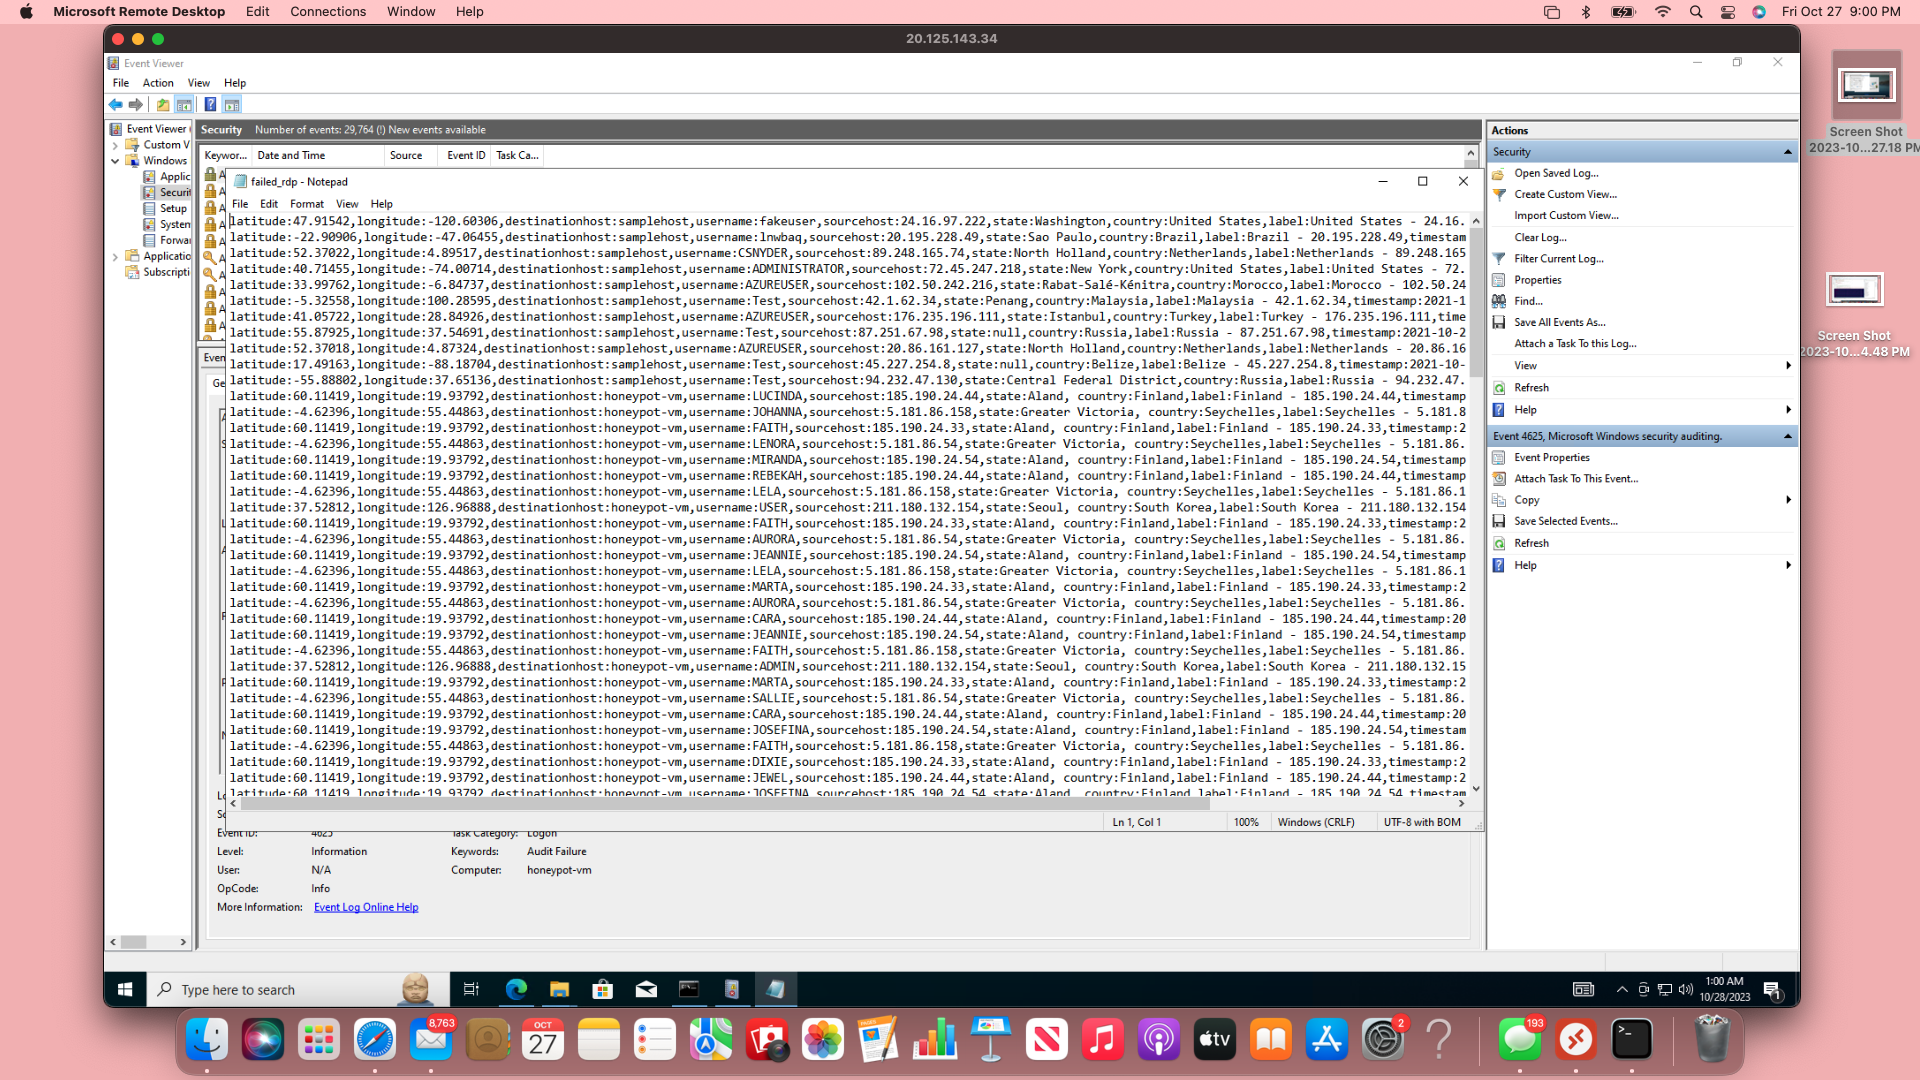 Microsoft Remote Desktop Edit Connections Window Help Fri Oct 27 9:00 PM
20.125.143.34
Event Viewer
File Action View Help
Event Viewer
Custom V
Windows
Applic
Securit
Setup
System
Forwar
Applicatio
Subscripti
Security Number of events: 29,764 (!) New events available
Keywor... Date and Time Source Event ID Task Ca...
failed_rdp - Notepad
File Edit Format View Help
latitude:47.91542,longitude:-120.60306,destinationhost:samplehost,username:fakeuser,sourcehost:24.16.97.222,state:Washington,country:United States,label:United States - 24.16.
latitude:-22.90906,longitude:-47.06455,destinationhost:samplehost,username:lnwbaq,sourcehost:20.195.228.49,state:Sao Paulo,country:Brazil,label:Brazil - 20.195.228.49,timestam
latitude:52.37022,longitude:4.89517,destinationhost:samplehost,username:CSNYDER,sourcehost:89.248.165.74,state:North Holland,country:Netherlands,label:Netherlands - 89.248.165
latitude:40.71455,longitude:-74.00714,destinationhost:samplehost,username:ADMINISTRATOR,sourcehost:72.45.247.218,state:New York,country:United States,label:United States - 72.
latitude:33.99762,longitude:-6.84737,destinationhost:samplehost,username:AZUREUSER,sourcehost:102.50.242.216,state:Rabat-Salé-Kénitra,country:Morocco,label:Morocco - 102.50.24
latitude:-5.32558,longitude:100.28595,destinationhost:samplehost,username:Test,sourcehost:42.1.62.34,state:Penang,country:Malaysia,label:Malaysia - 42.1.62.34,timestamp:2021-1
latitude:41.05722,longitude:28.84926,destinationhost:samplehost,username:AZUREUSER,sourcehost:176.235.196.111,state:Istanbul,country:Turkey,label:Turkey - 176.235.196.111,time
latitude:55.87925,longitude:37.54691,destinationhost:samplehost,username:Test,sourcehost:87.251.67.98,state:null,country:Russia,label:Russia - 87.251.67.98,timestamp:2021-10-2
latitude:52.37018,longitude:4.87324,destinationhost:samplehost,username:AZUREUSER,sourcehost:20.86.161.127,state:North Holland,country:Netherlands,label:Netherlands - 20.86.16
latitude:17.49163,longitude:-88.18704,destinationhost:samplehost,username:Test,sourcehost:45.227.254.8,state:null,country:Belize,label:Belize - 45.227.254.8,timestamp:2021-10-
latitude:-55.88802,longitude:37.65136,destinationhost:samplehost,username:Test,sourcehost:94.232.47.130,state:Central Federal District,country:Russia,label:Russia - 94.232.47.
latitude:60.11419,longitude:19.93792,destinationhost:honeypot-vm,username:LUCINDA,sourcehost:185.190.24.44,state:Aland, country:Finland,label:Finland - 185.190.24.44,timestamp
latitude:-4.62396,longitude:55.44863,destinationhost:honeypot-vm,username:JOHANNA,sourcehost:5.181.86.158,state:Greater Victoria, country:Seychelles,label:Seychelles - 5.181.8
latitude:60.11419,longitude:19.93792,destinationhost:honeypot-vm,username:FAITH,sourcehost:185.190.24.33,state:Aland, country:Finland,label:Finland - 185.190.24.33,timestamp:2
latitude:-4.62396,longitude:55.44863,destinationhost:honeypot-vm,username:LENORA,sourcehost:5.181.86.54,state:Greater Victoria, country:Seychelles,label:Seychelles - 5.181.86.
latitude:60.11419,longitude:19.93792,destinationhost:honeypot-vm,username:MIRANDA,sourcehost:185.190.24.54,state:Aland, country:Finland,label:Finland - 185.190.24.54,timestamp
latitude:60.11419,longitude:19.93792,destinationhost:honeypot-vm,username:REBEKAH,sourcehost:185.190.24.44,state:Aland, country:Finland,label:Finland - 185.190.24.44,timestamp
latitude:-4.62396,longitude:55.44863,destinationhost:honeypot-vm,username:LELA,sourcehost:5.181.86.158,state:Greater Victoria, country:Seychelles,label:Seychelles - 5.181.86.1
latitude:37.52812,longitude:126.96888,destinationhost:honeypot-vm,username:USER,sourcehost:211.180.132.154,state:Seoul, country:South Korea,label:South Korea - 211.180.132.154
latitude:60.11419,longitude:19.93792,destinationhost:honeypot-vm,username:FAITH,sourcehost:185.190.24.33,state:Aland, country:Finland,label:Finland - 185.190.24.33,timestamp:2
latitude:-4.62396,longitude:55.44863,destinationhost:honeypot-vm,username:AURORA,sourcehost:5.181.86.54,state:Greater Victoria, country:Seychelles,label:Seychelles - 5.181.86.
latitude:60.11419,longitude:19.93792,destinationhost:honeypot-vm,username:JEANNIE,sourcehost:185.190.24.54,state:Aland, country:Finland,label:Finland - 185.190.24.54,timestamp
latitude:-4.62396,longitude:55.44863,destinationhost:honeypot-vm,username:LELA,sourcehost:5.181.86.158,state:Greater Victoria, country:Seychelles,label:Seychelles - 5.181.86.1
latitude:60.11419,longitude:19.93792,destinationhost:honeypot-vm,username:MARTA,sourcehost:185.190.24.33,state:Aland, country:Finland,label:Finland - 185.190.24.33,timestamp:2
latitude:-4.62396,longitude:55.44863,destinationhost:honeypot-vm,username:AURORA,sourcehost:5.181.86.54,state:Greater Victoria, country:Seychelles,label:Seychelles - 5.181.86.
latitude:60.11419,longitude:19.93792,destinationhost:honeypot-vm,username:CARA,sourcehost:185.190.24.44,state:Aland, country:Finland,label:Finland - 185.190.24.44,timestamp:20
latitude:60.11419,longitude:19.93792,destinationhost:honeypot-vm,username:JEANNIE,sourcehost:185.190.24.54,state:Aland, country:Finland,label:Finland - 185.190.24.54,timestamp
latitude:-4.62396,longitude:55.44863,destinationhost:honeypot-vm,username:FAITH,sourcehost:5.181.86.158,state:Greater Victoria, country:Seychelles,label:Seychelles - 5.181.86.
latitude:37.52812,longitude:126.96888,destinationhost:honeypot-vm,username:ADMIN,sourcehost:211.180.132.154,state:Seoul, country:South Korea,label:South Korea - 211.180.132.15
latitude:60.11419,longitude:19.93792,destinationhost:honeypot-vm,username:MARTA,sourcehost:185.190.24.33,state:Aland, country:Finland,label:Finland - 185.190.24.33,timestamp:2
latitude:-4.62396,longitude:55.44863,destinationhost:honeypot-vm,username:SALLIE,sourcehost:5.181.86.54,state:Greater Victoria, country:Seychelles,label:Seychelles - 5.181.86.
latitude:60.11419,longitude:19.93792,destinationhost:honeypot-vm,username:CARA,sourcehost:185.190.24.44,state:Aland, country:Finland,label:Finland - 185.190.24.44,timestamp:20
latitude:60.11419,longitude:19.93792,destinationhost:honeypot-vm,username:JOSEFINA,sourcehost:185.190.24.54,state:Aland, country:Finland,label:Finland - 185.190.24.54,timestam
latitude:-4.62396,longitude:55.44863,destinationhost:honeypot-vm,username:FAITH,sourcehost:5.181.86.158,state:Greater Victoria, country:Seychelles,label:Seychelles - 5.181.86.
latitude:60.11419,longitude:19.93792,destinationhost:honeypot-vm,username:DIXIE,sourcehost:185.190.24.33,state:Aland, country:Finland,label:Finland - 185.190.24.33,timestamp:2
latitude:60.11419,longitude:19.93792,destinationhost:honeypot-vm,username:JEWEL,sourcehost:185.190.24.44,state:Aland, country:Finland,label:Finland - 185.190.24.44,timestamp:2
latitude:60.11419,longitude:19.93792,destinationhost:honeypot-vm,username:JOSEFINA,sourcehost:185.190.24.54,state:Aland, country:Finland,label:Finland - 185.190.24.54,timestam
Ln 1, Col 1 100% Windows (CRLF) UTF-8 with BOM
Event ID: 4625 Task Category: Logon
Level: Information Keywords: Audit Failure
User: N/A Computer: honeypot-vm
OpCode: Info
More Information: Event Log Online Help
Actions
Security
Open Saved Log...
Create Custom View...
Import Custom View...
Clear Log...
Filter Current Log...
Properties
Find...
Save All Events As...
Attach a Task To this Log...
View
Refresh
Help
Event 4625, Microsoft Windows security auditing.
Event Properties
Attach Task To This Event...
Copy
Save Selected Events...
Refresh
Help
Screen Shot
2023-10...27.18 PM
Screen Shot
2023-10...4.48 PM
Type here to search
1:00 AM
10/28/2023
1
8,763
OCT
27
tv
2
193